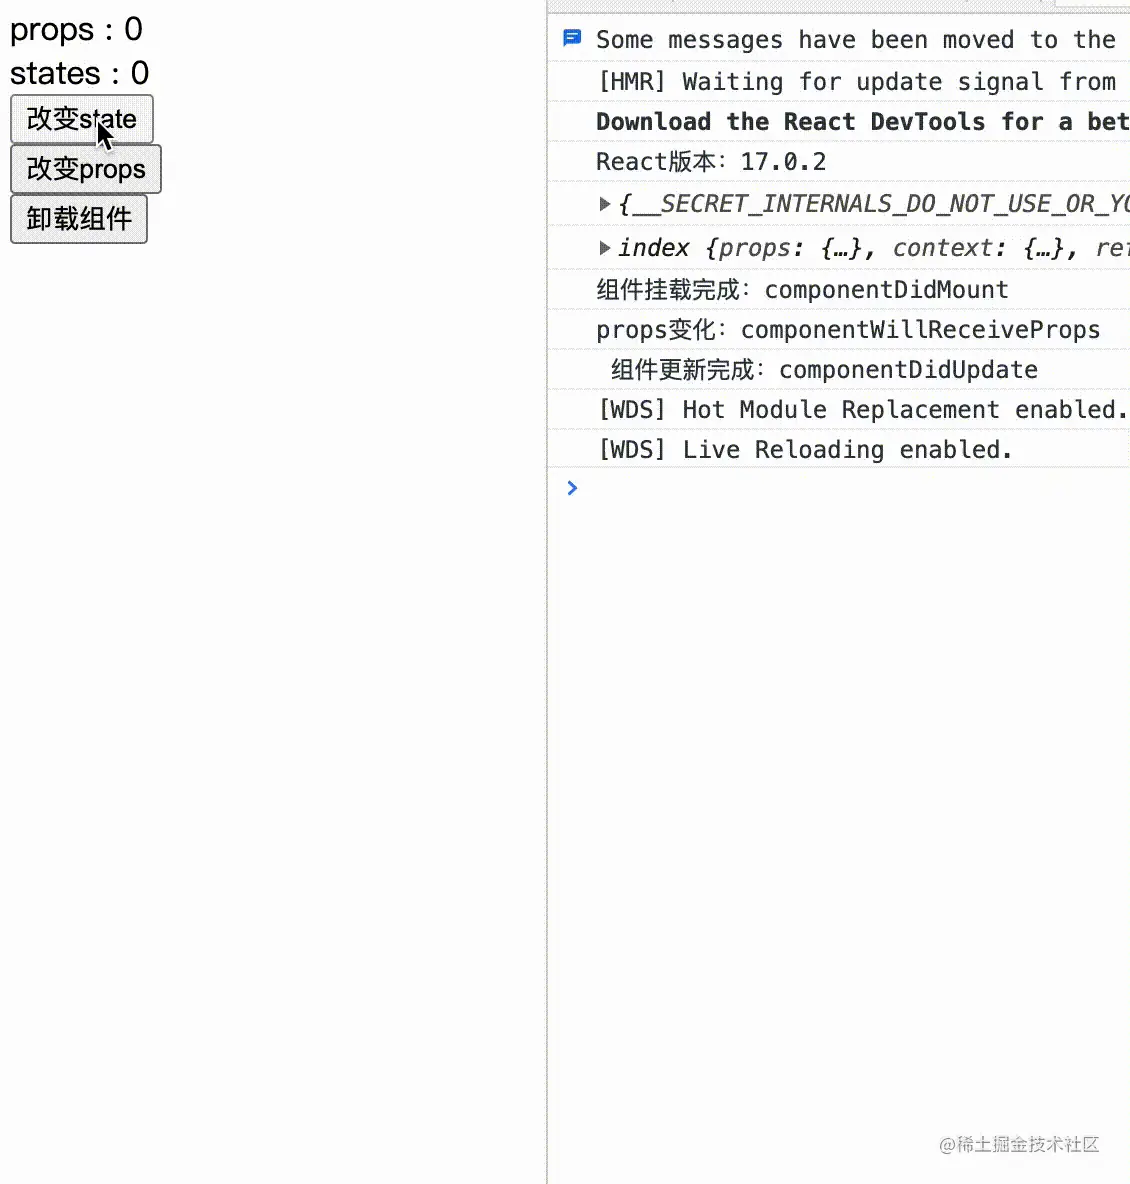 props : 0
states : 0
改变state
改变props
卸载组件
Some messages have been moved to the
[HMR] Waiting for update signal from
Download the React DevTools for a bet
React版本：17.0.2
{__SECRET_INTERNALS_DO_NOT_USE_OR_YO
index {props: {…}, context: {…}, ref
组件挂载完成：componentDidMount
props变化：componentWillReceiveProps
组件更新完成：componentDidUpdate
[WDS] Hot Module Replacement enabled.
[WDS] Live Reloading enabled.
@稀土掘金技术社区